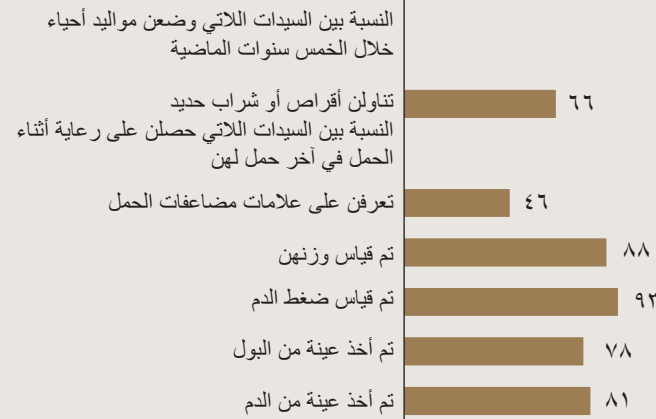 النسبة بين السيدات اللاتي وضعن مواليد أحياء
خلال الخمس سنوات الماضية
تناولن أقراص أو شراب حديد ٦٦
النسبة بين السيدات اللاتي حصلن على رعاية أثناء
الحمل في آخر حمل لهن
تعرفن على علامات مضاعفات الحمل ٤٦
تم قياس وزنهن ٨٨
تم قياس ضغط الدم ٩٢
تم أخذ عينة من البول ٧٨
تم أخذ عينة من الدم ٨١